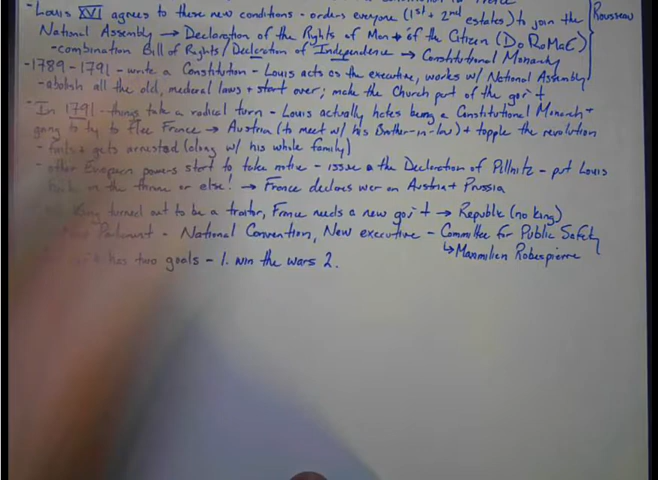 in France
- Louis XVI agrees to these new conditions - orders everyone (1st + 2nd estates) to join the
Rousseau
National Assembly → Declaration of the Rights of Man + of the Citizen (DoRoMaC)
- combination Bill of Rights/Declaration of Independence → Constitutional Monarchy
- 1789-1791 - write a Constitution - Louis acts as the executive, works w/ National Assembly
- abolish all the old, medieval laws + start over; make the Church part of the gov't
- In 1791 - things take a radical turn - Louis actually hates being a Constitutional Monarch +
going to try to flee France → Austria (to meet w/ his Brother-in-law) + topple the revolution
- fails + gets arrested (along w/ his whole family)
- other European powers start to take notice - issue the Declaration of Pillnitz - put Louis
back on the throne or else! → France declares war on Austria + Prussia
King turned out to be a traitor, France needs a new gov't → Republic (no king)
Parliament - National Convention, New executive - Committee for Public Safety
↳ Maximilien Robespierre
has two goals - 1. win the wars 2.